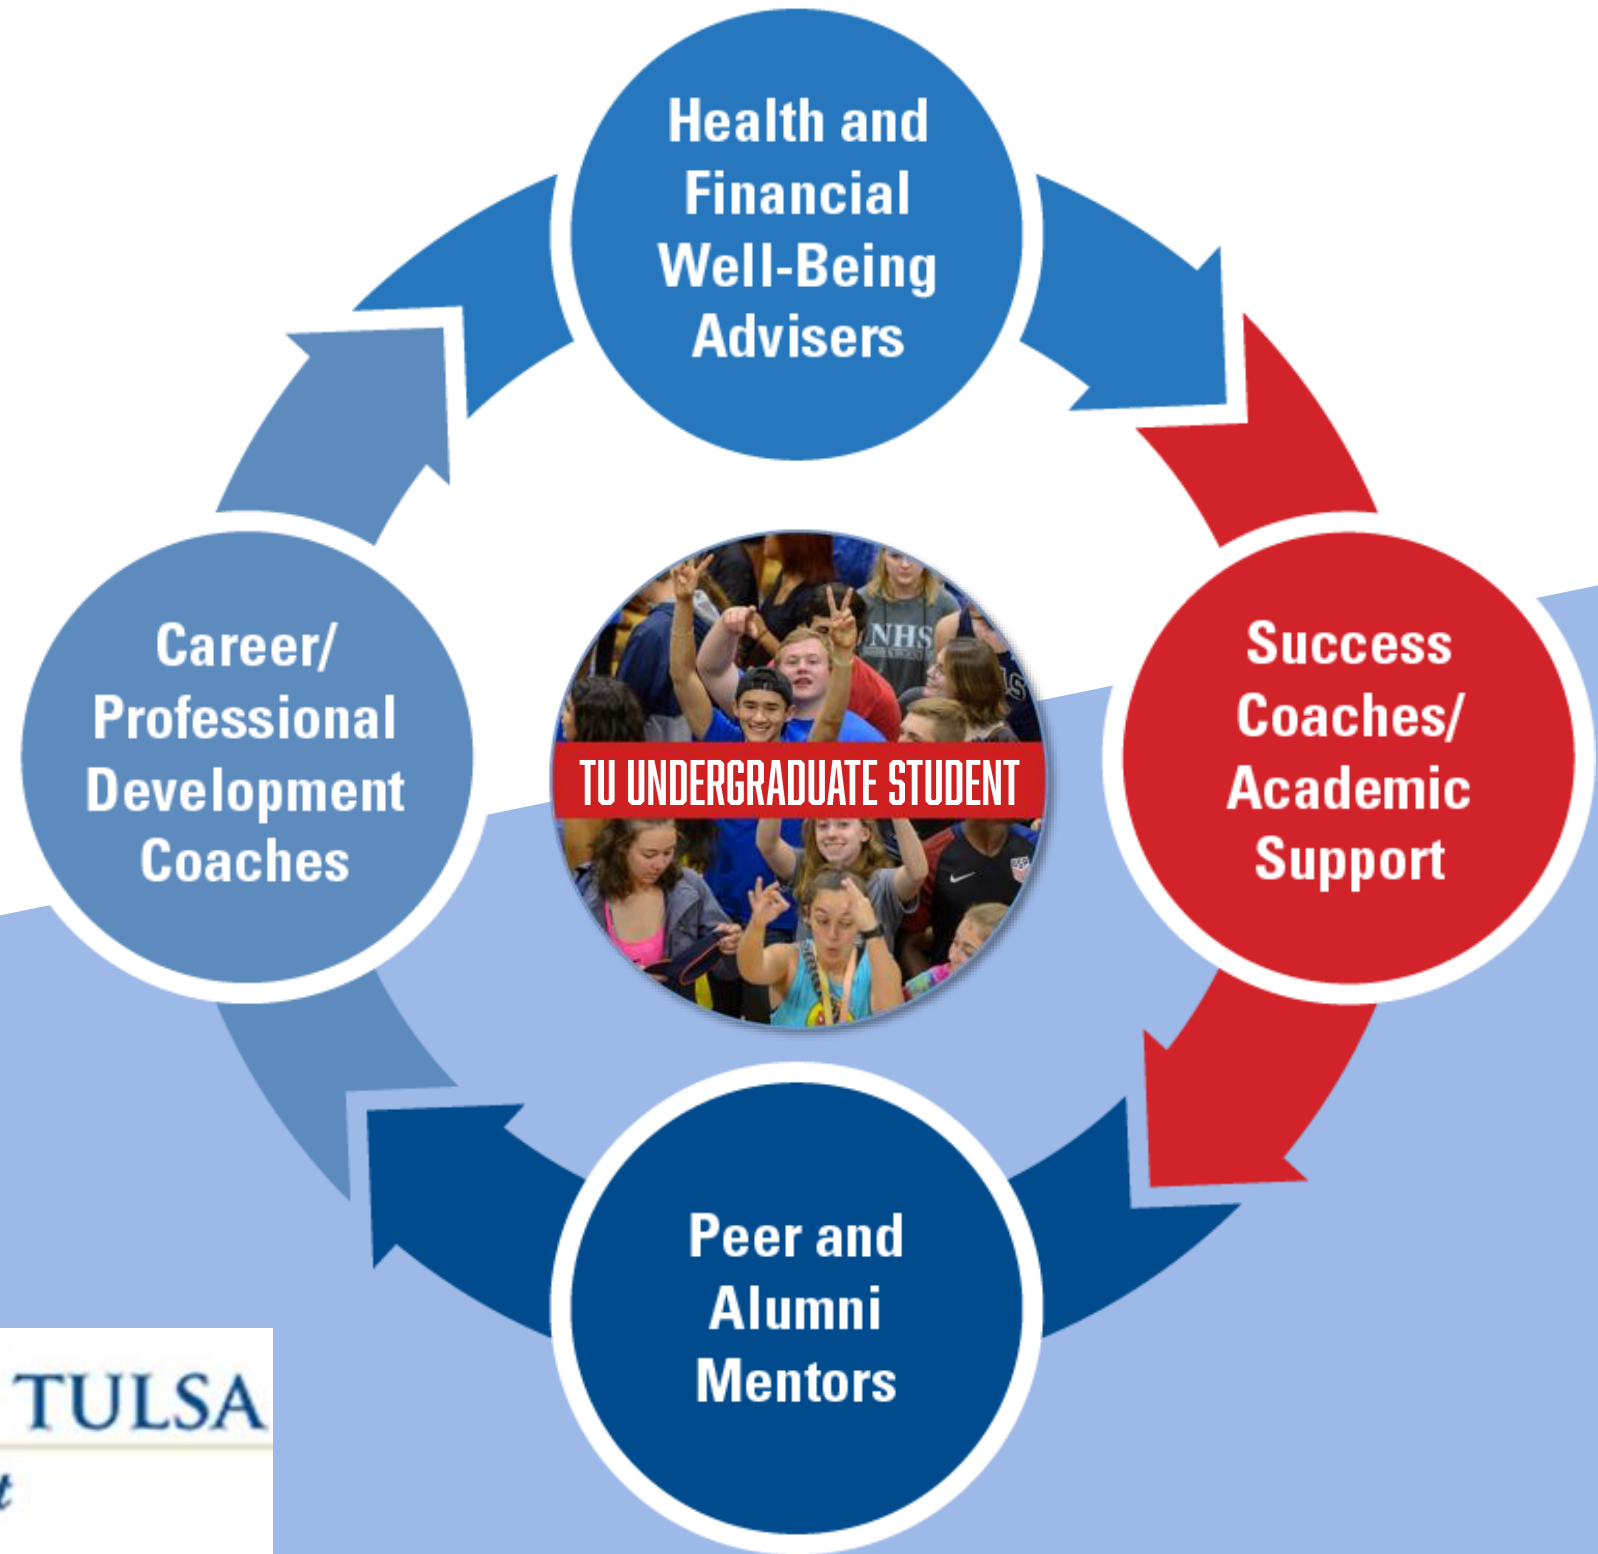 Health and
Financial
Well-Being
Advisers
Success
Coaches/
Academic
Support
Peer and
Alumni
Mentors
Career/
Professional
Development
Coaches
NHS
TU UNDERGRADUATE STUDENT
TULSA